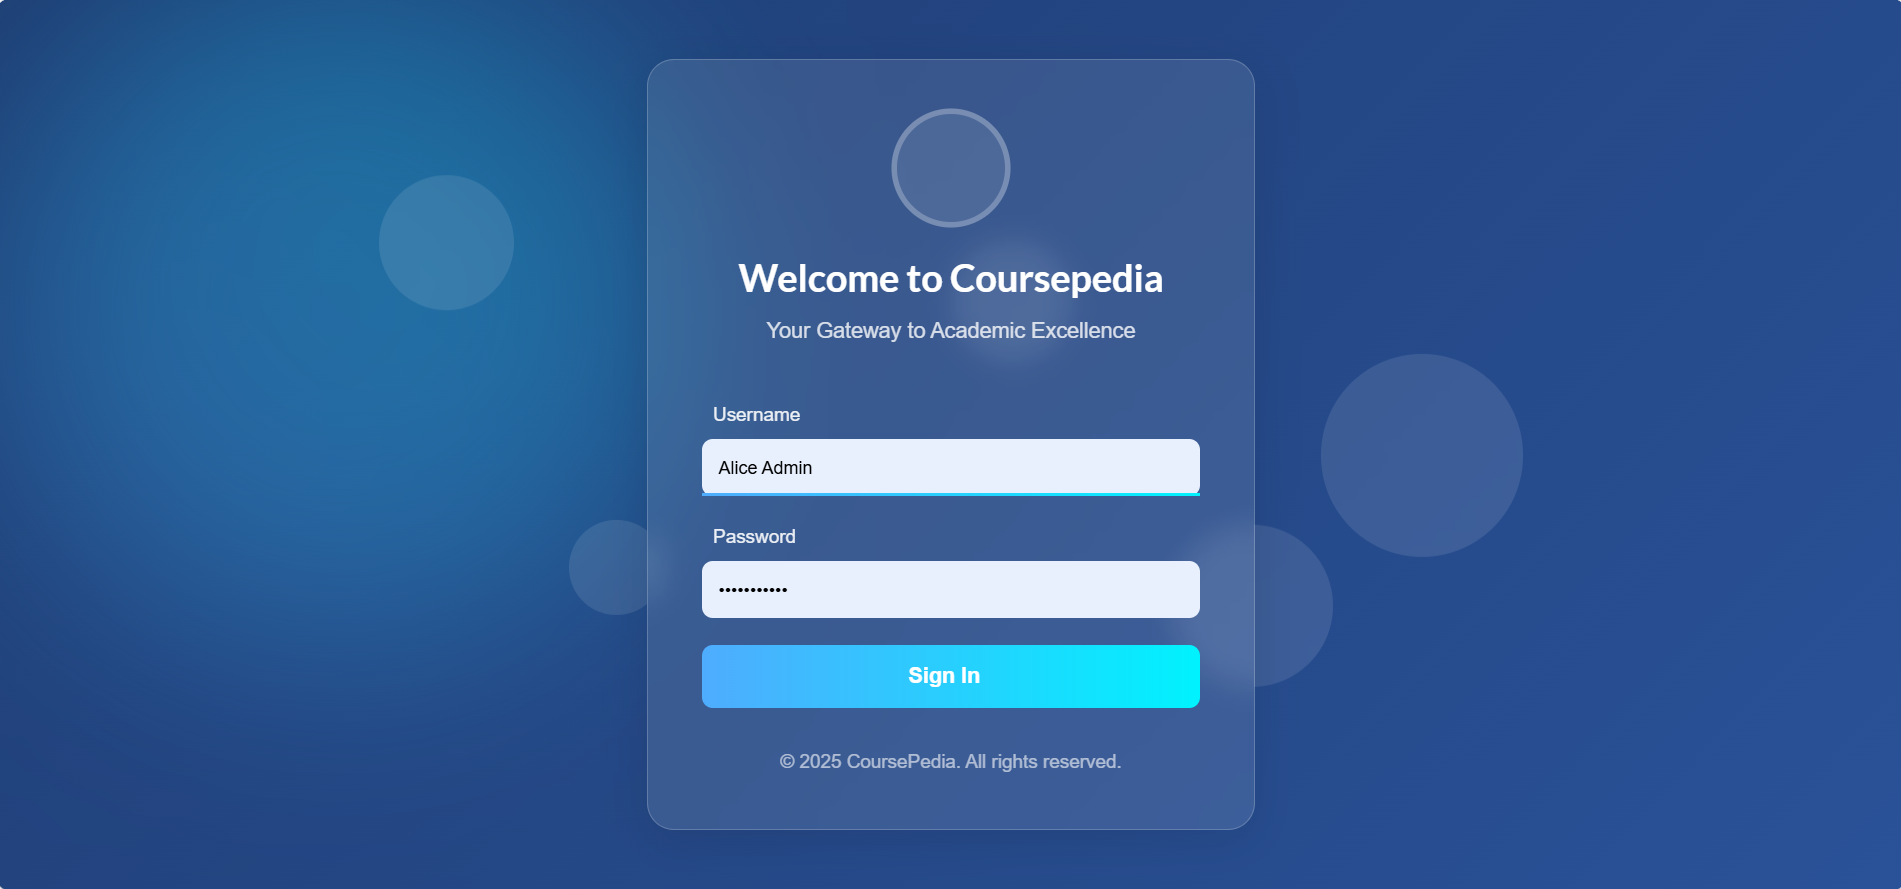 Welcome to Coursepedia
Your Gateway to Academic Excellence
Username
Alice Admin
Password
•••••••••••
Sign In
© 2025 CoursePedia. All rights reserved.